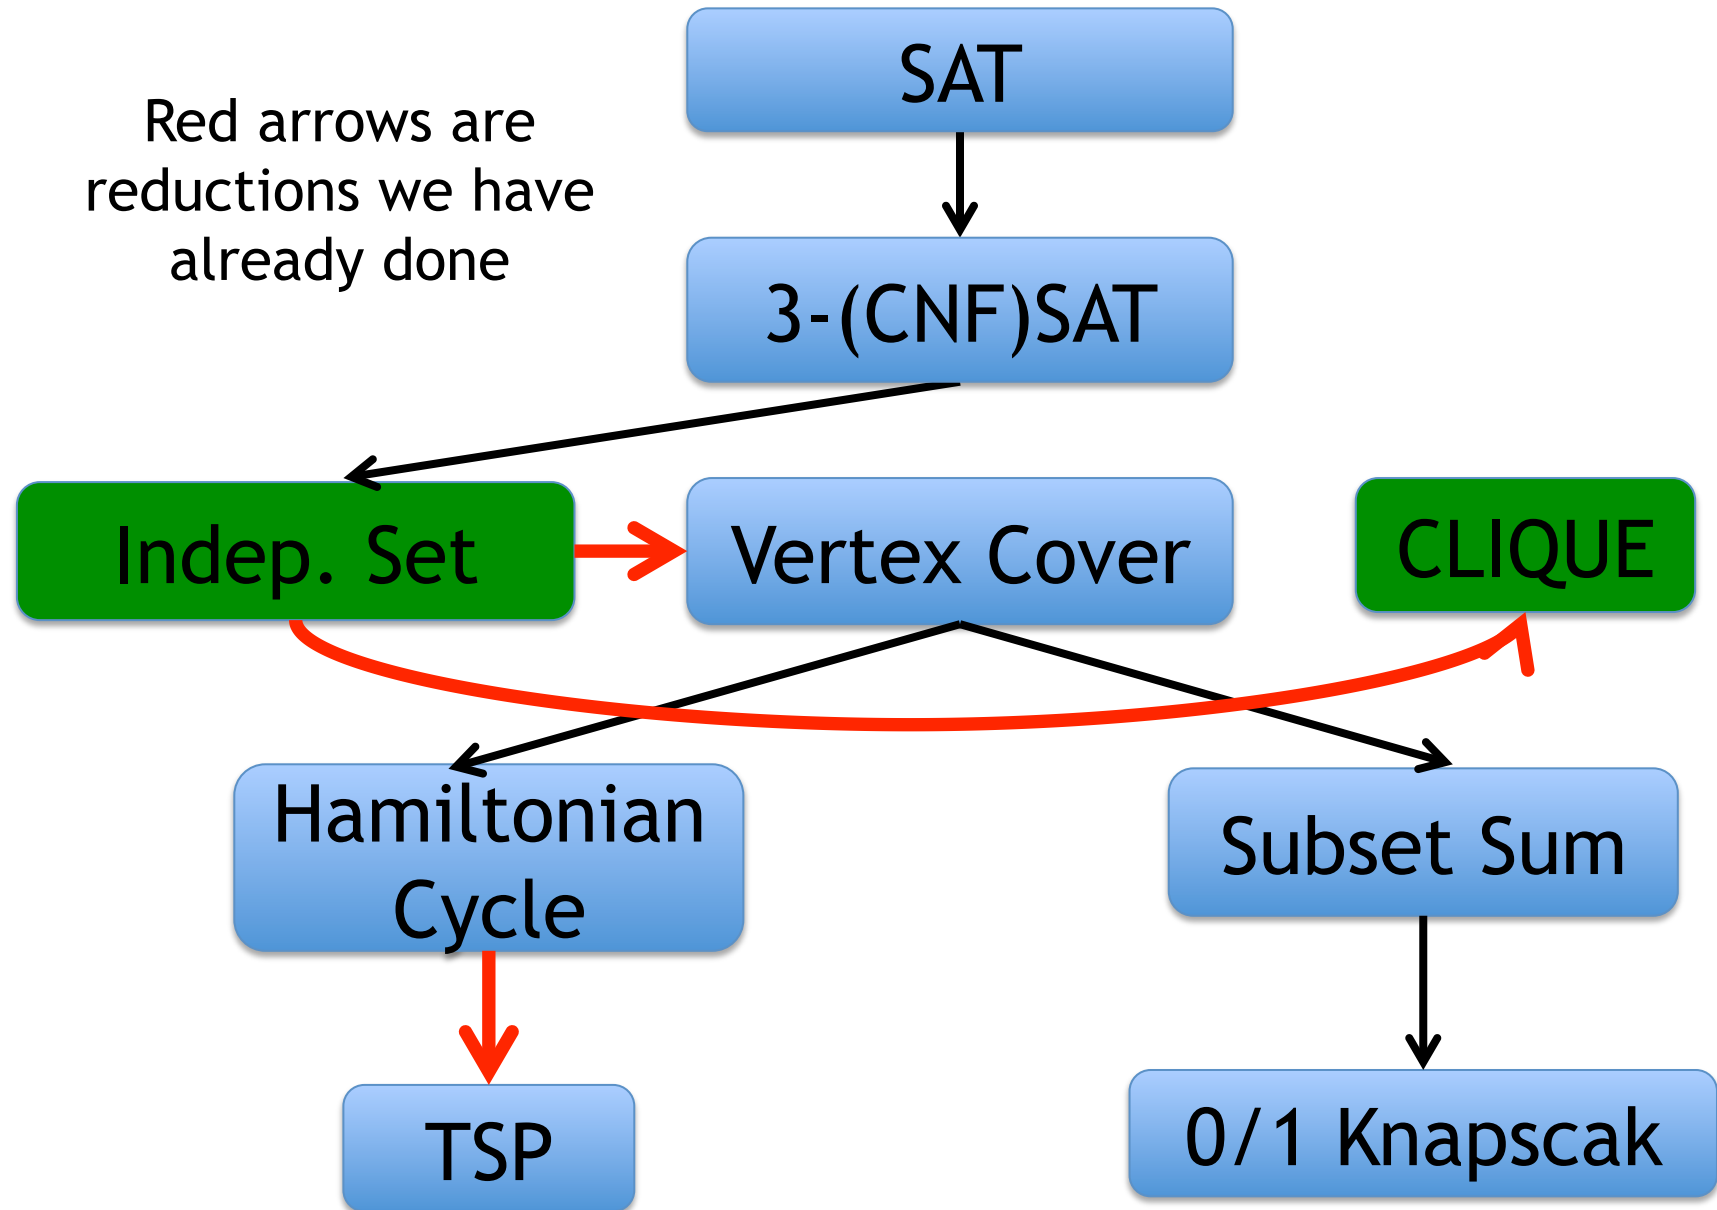 SAT
Red arrows are
reductions we have
already done
3-(CNF)SAT
Indep. Set
Vertex Cover
CLIQUE
Hamiltonian
Cycle
Subset Sum
TSP
0/1 Knapscak